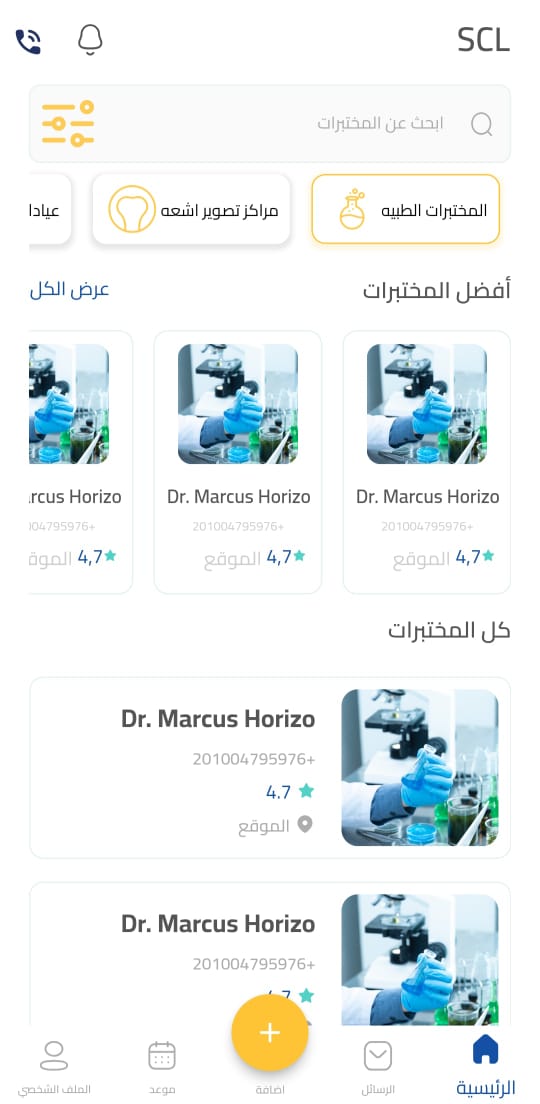 SCL
ابحث عن المختبرات
المختبرات الطبيه
مراكز تصوير اشعه
عيادا
أفضل المختبرات
عرض الكل
Dr. Marcus Horizo
+201004795976
4,7 الموقع
Dr. Marcus Horizo
+201004795976
4,7 الموقع
rcus Horizo
004795976+
4,7 الموق
كل المختبرات
Dr. Marcus Horizo
+201004795976
4.7
الموقع
Dr. Marcus Horizo
+201004795976
4.7
الرئيسية
الرسائل
اضافة
موعد
الملف الشخصي